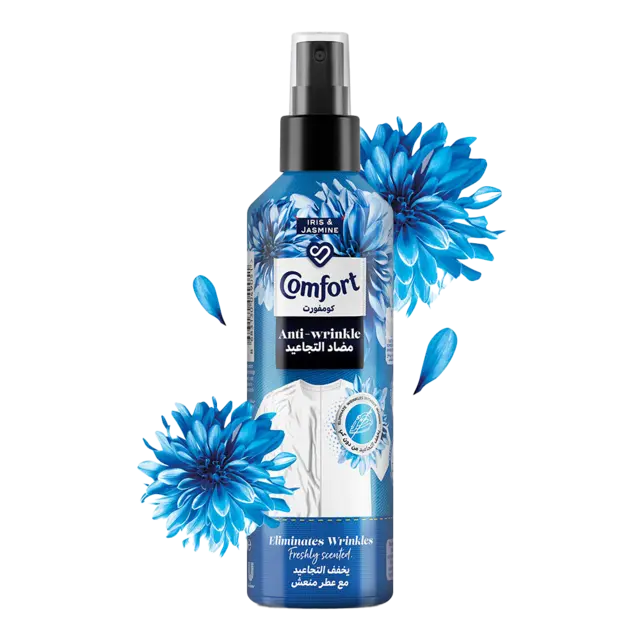 IRIS &
JASMINE
Comfort
كومفورت
Anti-wrinkle
مضاد التجاعيد
Eliminates Wrinkles
Freshly scented.
يخفف التجاعيد
مع عطر منعش